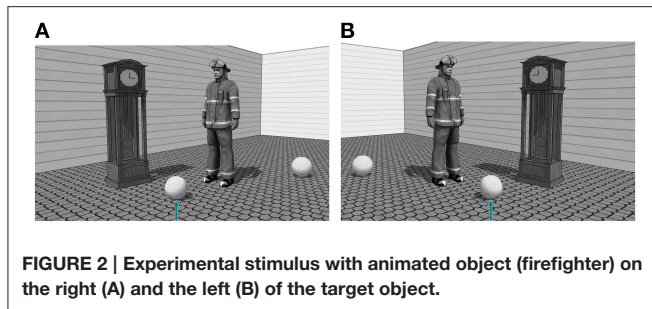 A
B
FIGURE 2 | Experimental stimulus with animated object (firefighter) on
the right (A) and the left (B) of the target object.